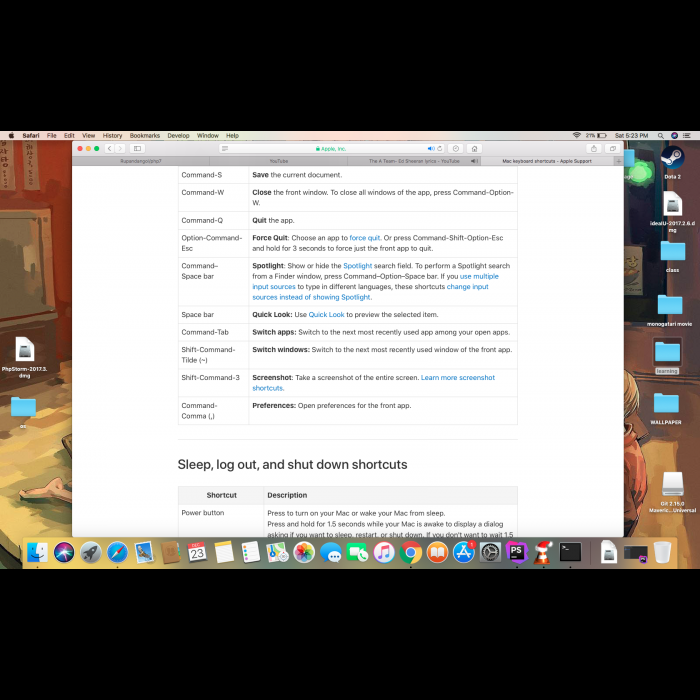 Safari File Edit View History Bookmarks Develop Window Help
21% Sat 5:23 PM
Apple, Inc.
YouTube
The A Team- Ed Sheeran lyrics - YouTube
Mac keyboard shortcuts - Apple Support
Command-S Save the current document.
Command-W Close the front window. To close all windows of the app, press Command-Option-
W.
Command-Q Quit the app.
Option-Command- Force Quit: Choose an app to force quit. Or press Command-Shift-Option-Esc
Esc and hold for 3 seconds to force just the front app to quit.
Command– Spotlight: Show or hide the Spotlight search field. To perform a Spotlight search
Space bar from a Finder window, press Command–Option–Space bar. If you use multiple
input sources to type in different languages, these shortcuts change input
sources instead of showing Spotlight.
Space bar Quick Look: Use Quick Look to preview the selected item.
Command-Tab Switch apps: Switch to the next most recently used app among your open apps.
Shift-Command- Switch windows: Switch to the next most recently used window of the front app.
Tilde (~)
Shift-Command-3 Screenshot: Take a screenshot of the entire screen. Learn more screenshot
shortcuts.
Command- Preferences: Open preferences for the front app.
Comma (,)
Sleep, log out, and shut down shortcuts
Shortcut Description
Power button Press to turn on your Mac or wake your Mac from sleep.
Press and hold for 1.5 seconds while your Mac is awake to display a dialog
asking if you want to sleep, restart, or shut down. If you don't want to wait 1.5
PhpStorm-2017.3.
dmg
Dota 2
idealU-2017.2.6.d
mg
class
monogatari movie
learning
WALLPAPER
Git 2.15.0
Maveric...Universal
DEC
23
PS